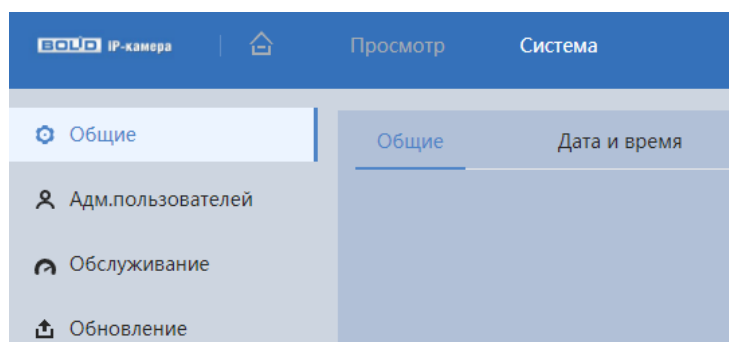 BOLID IP-камера Просмотр Система
Общие Общие Дата и время
Адм.пользователей
Обслуживание
Обновление